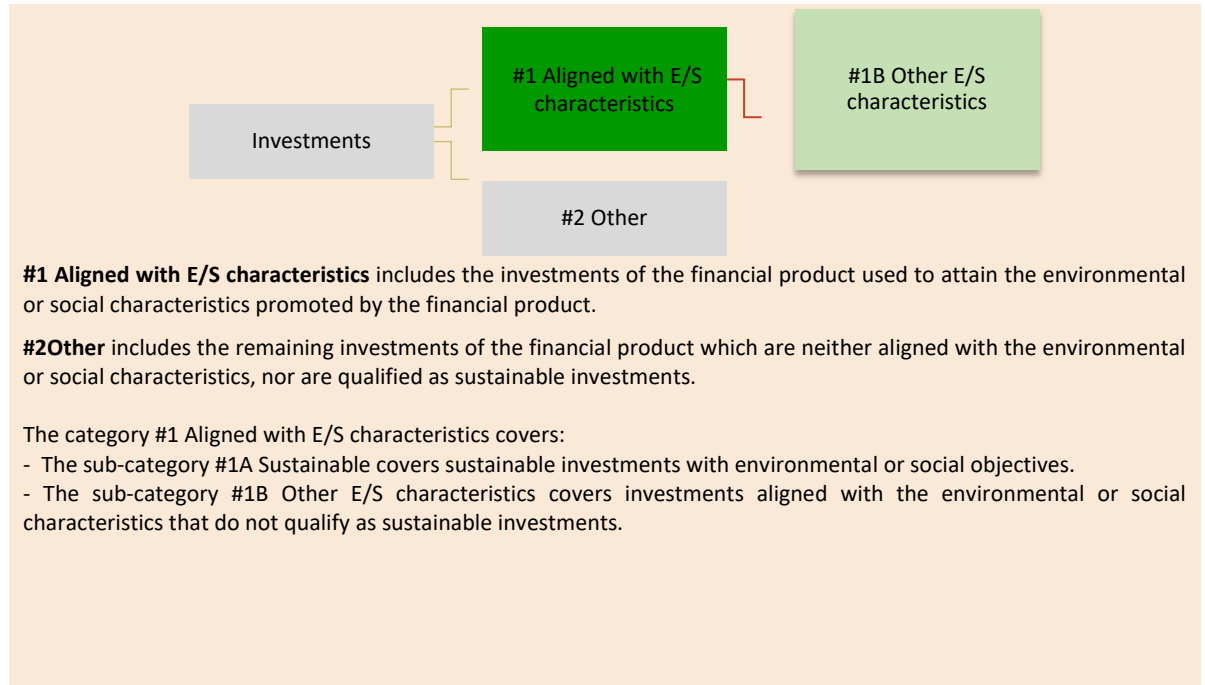 #1 Aligned with E/S
characteristics
#1B Other E/S
characteristics
Investments
#2 Other
#1 Aligned with E/S characteristics includes the investments of the financial product used to attain the environmental
or social characteristics promoted by the financial product.
#2Other includes the remaining investments of the financial product which are neither aligned with the environmental
or social characteristics, nor are qualified as sustainable investments.
The category #1 Aligned with E/S characteristics covers:
- The sub-category #1A Sustainable covers sustainable investments with environmental or social objectives.
- The sub-category #1B Other E/S characteristics covers investments aligned with the environmental or social
characteristics that do not qualify as sustainable investments.